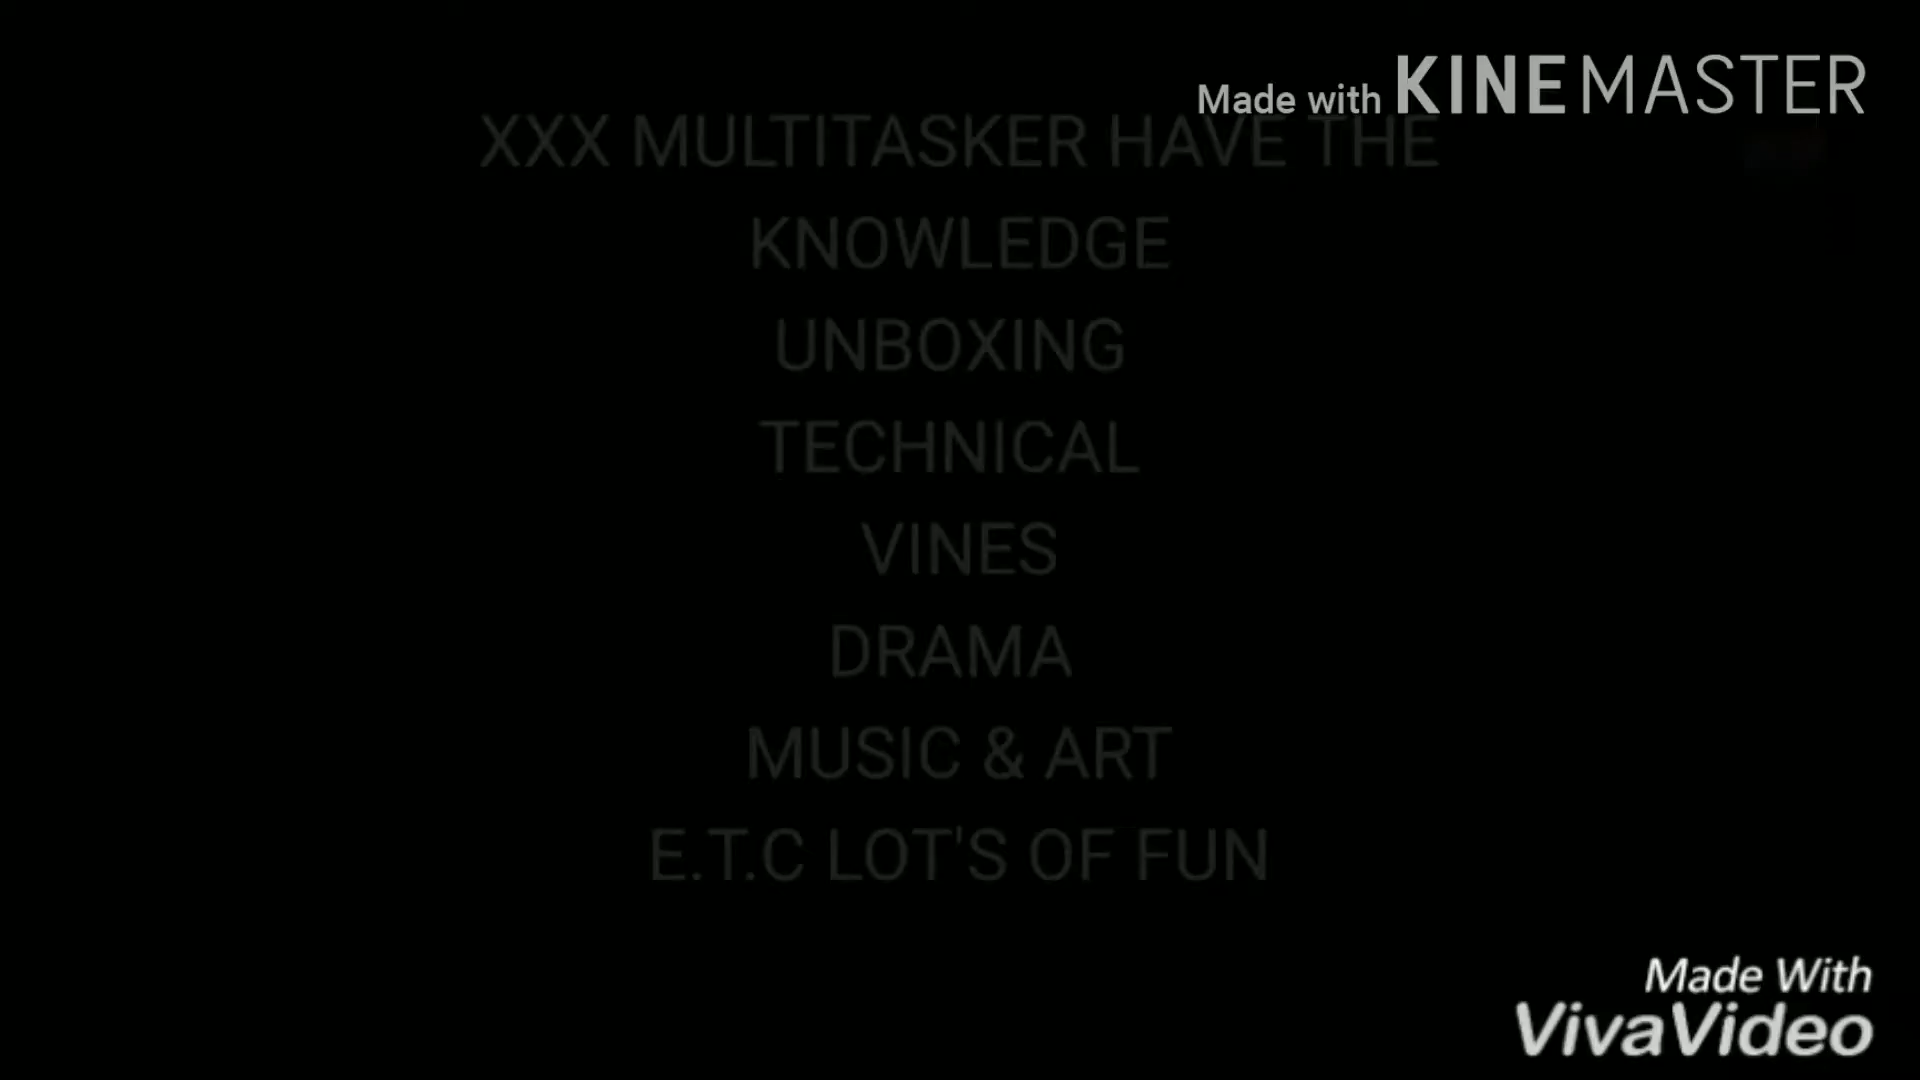 Made with KINEMASTER
XXX MULTITASKER HAVE THE
KNOWLEDGE
UNBOXING
TECHNICAL
VINES
DRAMA
MUSIC & ART
E.T.C LOT'S OF FUN
Made With
VivaVideo